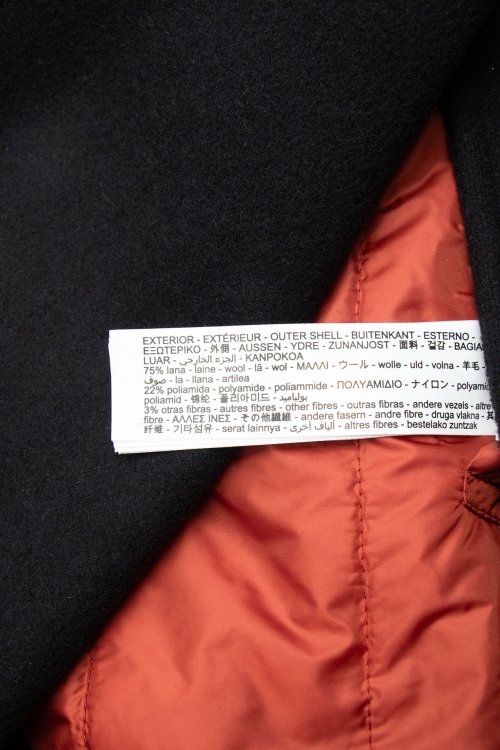 EXTERIOR - EXTÉRIEUR - OUTER SHELL - BUITENKANT - ESTERNO -
ΕΞΩΤΕΡΙΚΟ - 外側 - AUSSEN - YDRE - ZUNANJOST - 面料 - 겉감 - BAGIA
LUAR - الجزء الخارجي - KANPOKOA
75% lana - laine - wool - lã - wol - ΜΑΛΛΙ - ウール - wolle - uld - volna - 羊毛 -
صوف - la - llana - artilea
22% poliamida - polyamide - poliammide - ΠΟΛΥΑΜΙΔΙΟ - ナイロン - polyamid
poliamid - 锦纶 - 폴리아미드 - بولياميد
3% otras fibras - autres fibres - other fibres - outras fibras - andere vezels - altre
fibre - ΑΛΛΕΣ ΙΝΕΣ - その他繊維 - andere fasern - andre fibre - druga vlakna - 其
纤维 - 기타섬유 - serat lainnya - ألياف أخرى - altres fibres - bestelako zuntzak